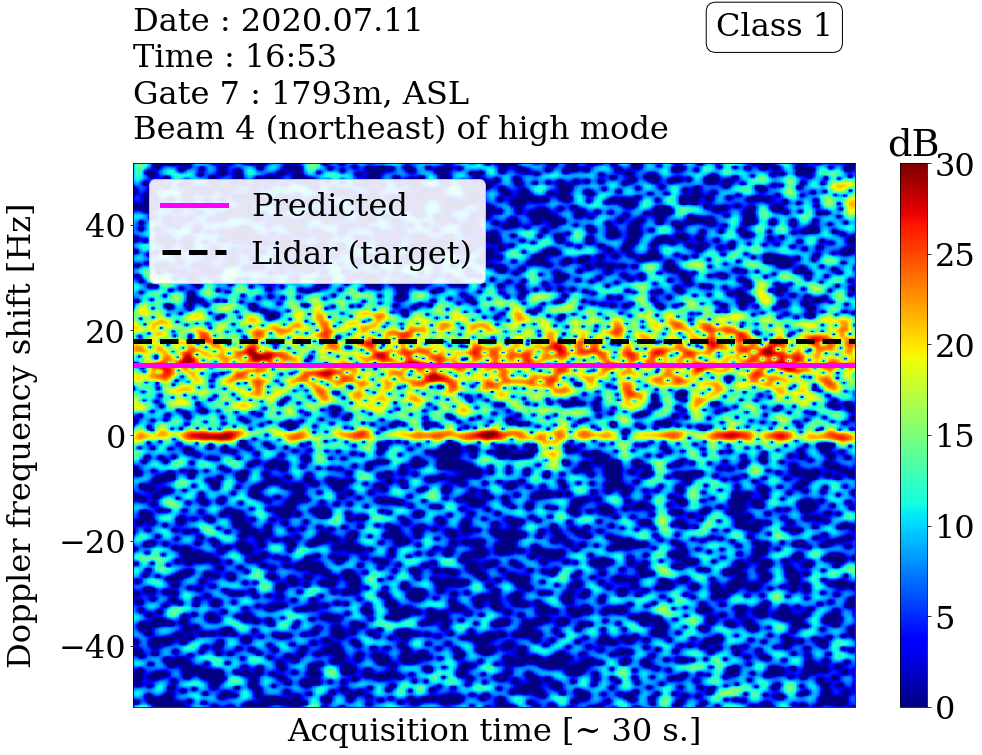 Date : 2020.07.11
Time : 16:53
Gate 7 : 1793m, ASL
Beam 4 (northeast) of high mode
Class 1
dB
Predicted
Lidar (target)
Doppler frequency shift [Hz]
40
20
0
−20
−40
Acquisition time [~ 30 s.]
30
25
20
15
10
5
0